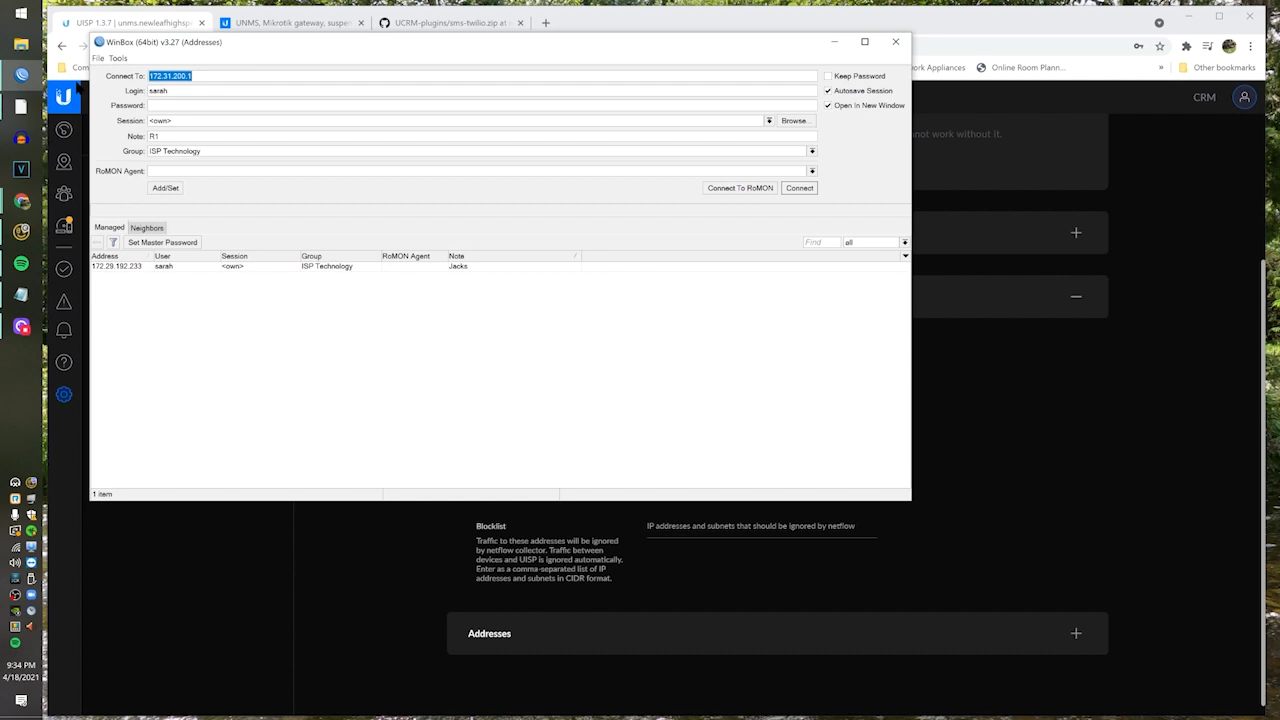 UISP 1.3.7 | unms.newleafhighspe
UNMS, Mikrotik gateway, suspen
UCRM-plugins/sms-twilio.zip at m
WinBox (64bit) v3.27 (Addresses)
File Tools
Connect To: 172.31.200.1
Keep Password
Login: sarah
Autosave Session
Password:
Open In New Window
Session: <own>
Browse...
Note: R1
Group: ISP Technology
RoMON Agent:
Add/Set
Connect To RoMON
Connect
Managed Neighbors
Set Master Password
Find
all
Address User Session Group RoMON Agent Note
172.29.192.233 sarah <own> ISP Technology Jacks
1 item
Com
ork Appliances
Online Room Plann...
»
Other bookmarks
CRM
nnot work without it.
Blocklist
Traffic to these addresses will be ignored
by netflow collector. Traffic between
devices and UISP is ignored automatically.
Enter as a comma-separated list of IP
addresses and subnets in CIDR format.
IP addresses and subnets that should be ignored by netflow
Addresses
9:34 PM
4/18/2021